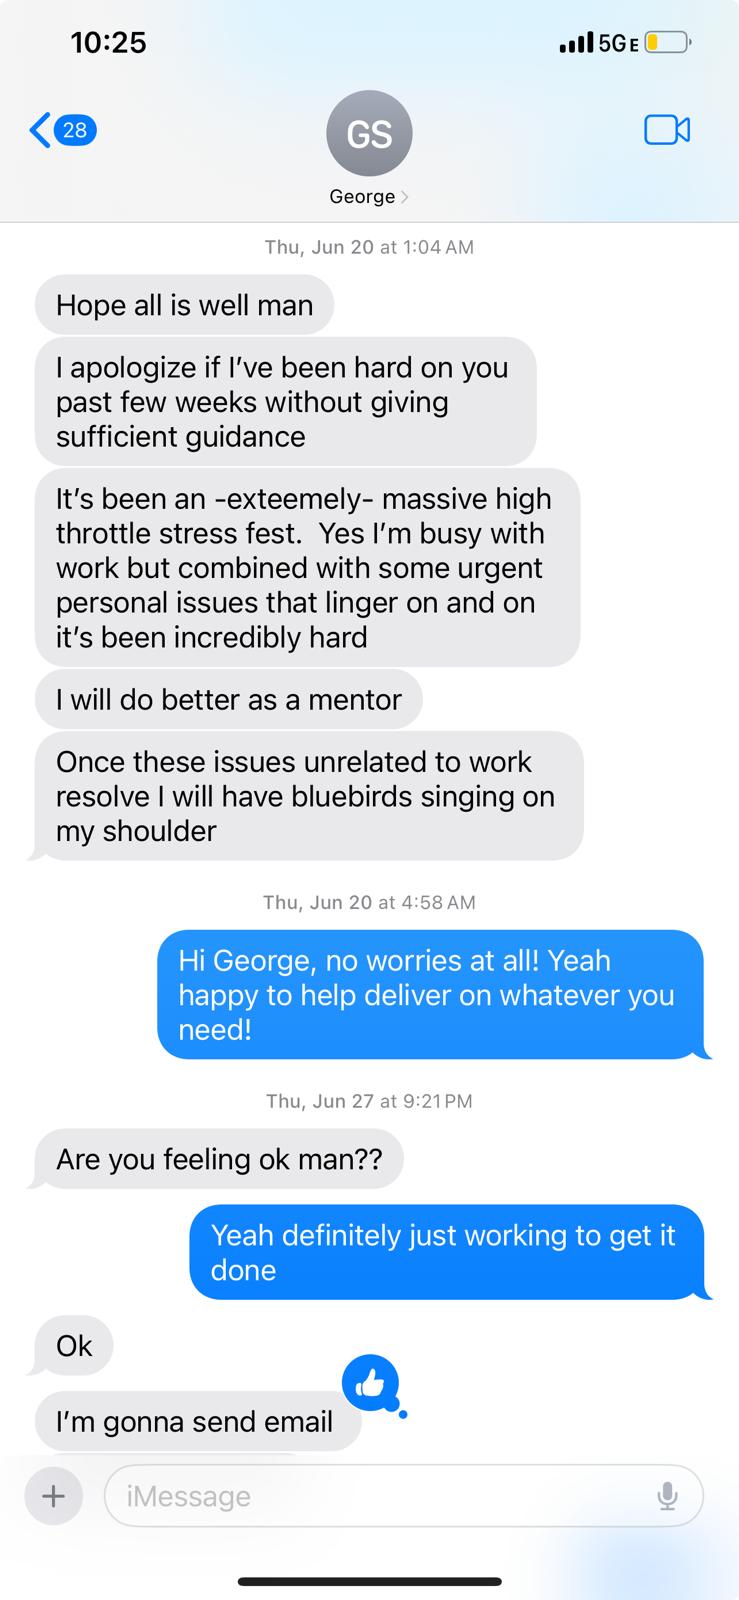 10:25
5GE
28
GS
George
Thu, Jun 20 at 1:04 AM
Hope all is well man
I apologize if I’ve been hard on you
past few weeks without giving
sufficient guidance
It’s been an -exteemely- massive high
throttle stress fest.  Yes I’m busy with
work but combined with some urgent
personal issues that linger on and on
it’s been incredibly hard
I will do better as a mentor
Once these issues unrelated to work
resolve I will have bluebirds singing on
my shoulder
Thu, Jun 20 at 4:58 AM
Hi George, no worries at all! Yeah
happy to help deliver on whatever you
need!
Thu, Jun 27 at 9:21 PM
Are you feeling ok man??
Yeah definitely just working to get it
done
Ok
I’m gonna send email
iMessage